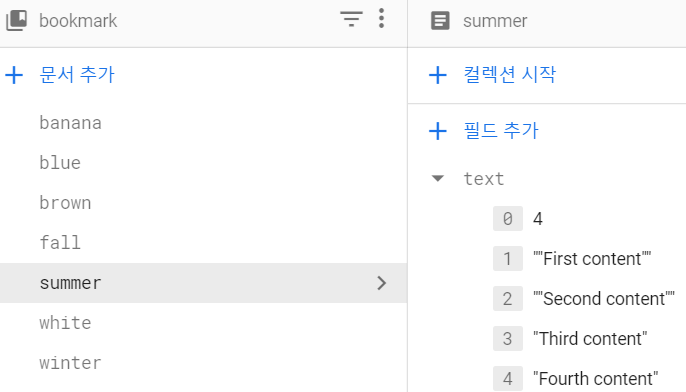 bookmark
문서 추가
banana
blue
brown
fall
summer
white
winter
summer
컬렉션 시작
필드 추가
text
0 4
1 ""First content""
2 ""Second content""
3 "Third content"
4 "Fourth content"